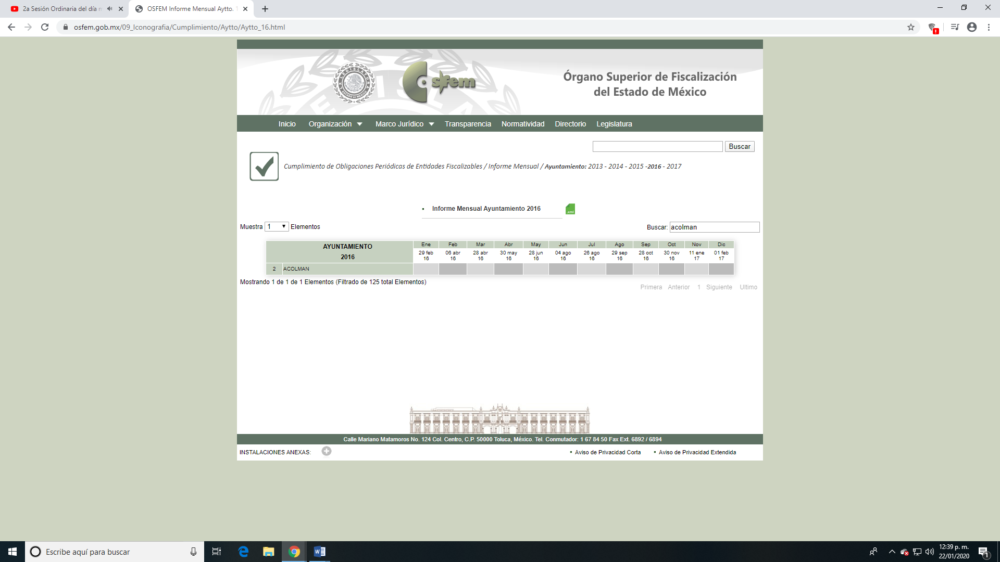 2a Sesión Ordinaria del día
OSFEM Informe Mensual Aytto.
osfem.gob.mx/09_Iconografia/Cumplimiento/Aytto/Aytto_16.html
LEGISLATURA
ESTADO DE MÉXICO
osfem
Órgano Superior de Fiscalización
del Estado de México
Inicio Organización Marco Jurídico Transparencia Normatividad Directorio Legislatura
Buscar
Cumplimiento de Obligaciones Periódicas de Entidades Fiscalizables / Informe Mensual / Ayuntamiento: 2013 - 2014 - 2015 -2016 - 2017
Informe Mensual Ayuntamiento 2016
.xml
Muestra 1 Elementos
Buscar: acolman
AYUNTAMIENTO
2016
Ene Feb Mar Abr May Jun Jul Ago Sep Oct Nov Dic
29 feb 16 06 abr 16 28 abr 16 30 may 16 28 jun 16 04 ago 16 26 ago 16 29 sep 16 28 oct 16 30 nov 16 11 ene 17 01 feb 17
2 ACOLMAN
Mostrando 1 de 1 de 1 Elementos (Filtrado de 125 total Elementos)
Primera Anterior 1 Siguiente Ultimo
Calle Mariano Matamoros No. 124 Col. Centro, C.P. 50000 Toluca, México. Tel. Conmutador: 1 67 84 50 Fax Ext. 6892 / 6894
INSTALACIONES ANEXAS:
Aviso de Privacidad Corta
Aviso de Privacidad Extendida
Escribe aquí para buscar
12:39 p. m.
22/01/2020
1